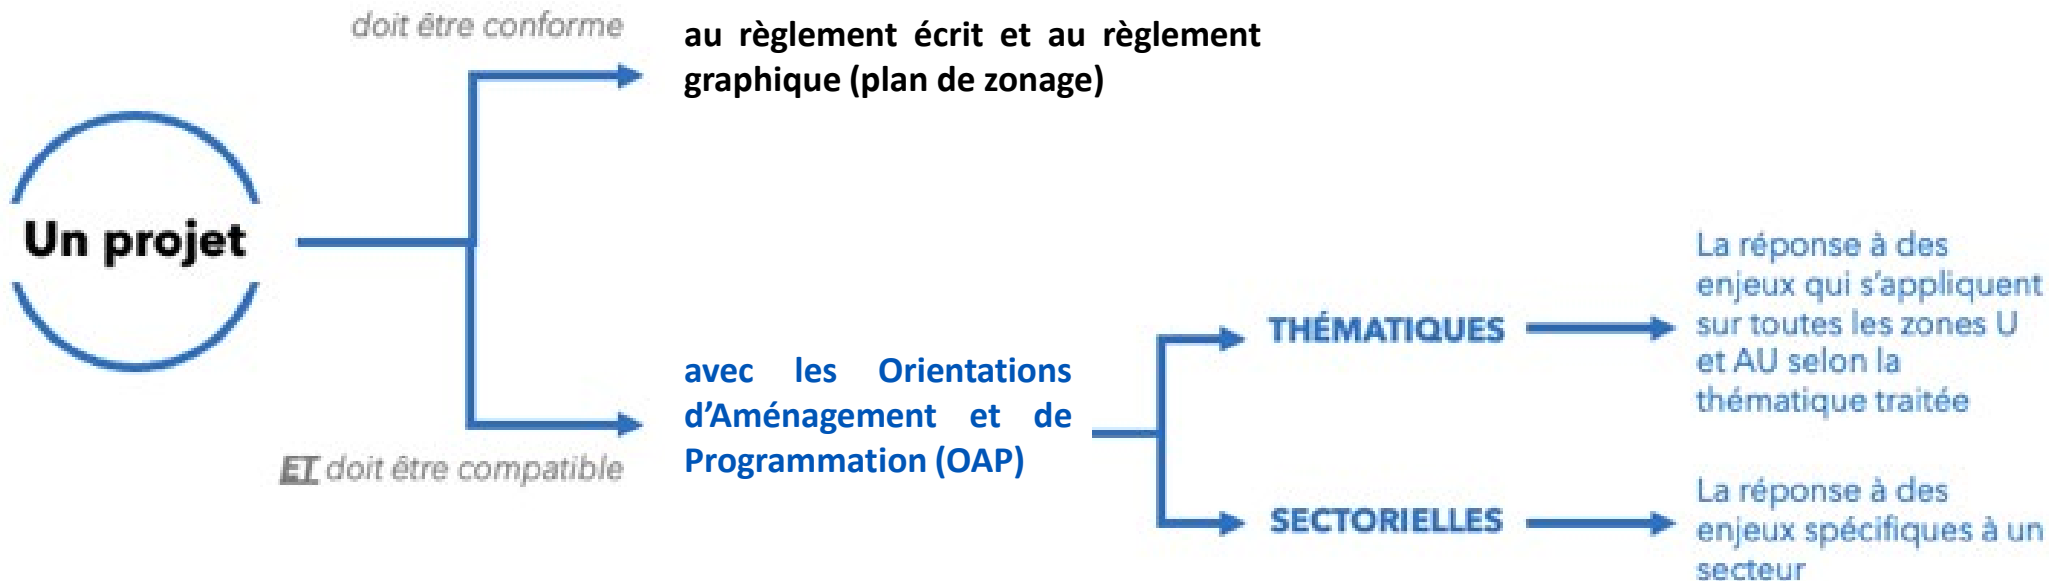 doit être conforme
au règlement écrit et au règlement
graphique (plan de zonage)
Un projet
avec les Orientations
d'Aménagement et de
Programmation (OAP)
ET doit être compatible
THÉMATIQUES
La réponse à des
enjeux qui s'appliquent
sur toutes les zones U
et AU selon la
thématique traitée
SECTORIELLES
La réponse à des
enjeux spécifiques à un
secteur